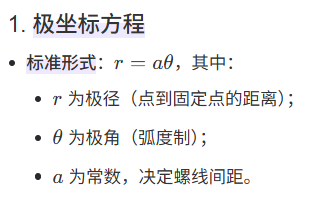 1. 极坐标方程
• 标准形式：r = aθ，其中：
• r 为极径（点到固定点的距离）；
• θ 为极角（弧度制）；
• a 为常数，决定螺线间距。